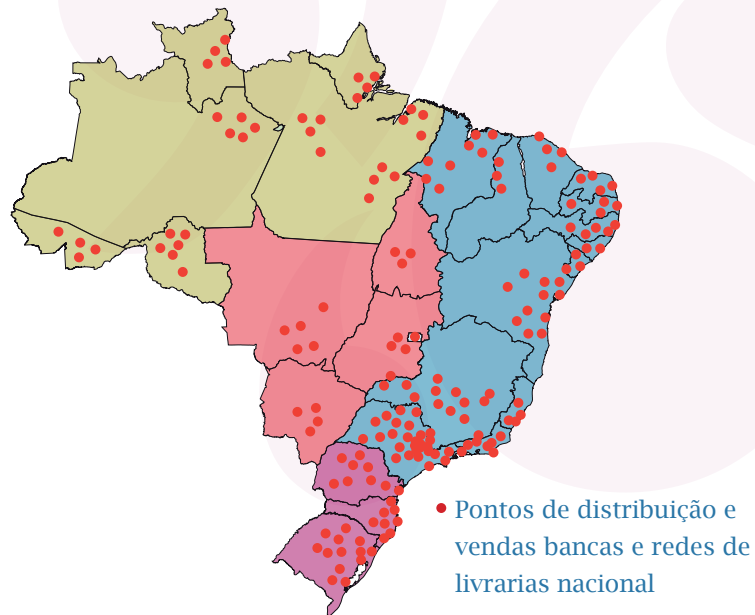 Pontos de distribuição e
vendas bancas e redes de
livrarias nacional